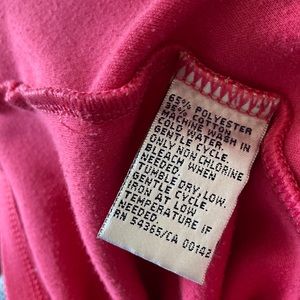 65% POLYESTER
35% COTTON
MACHINE WASH IN
COLD WATER
GENTLE CYCLE.
ONLY NON CHLORINE
BLEACH WHEN
NEEDED.
TUMBLE DRY, LOW.
GENTLE CYCLE.
IRON AT LOW
TEMPERATURE IF
NEEDED.
RN 54365/CA 00142